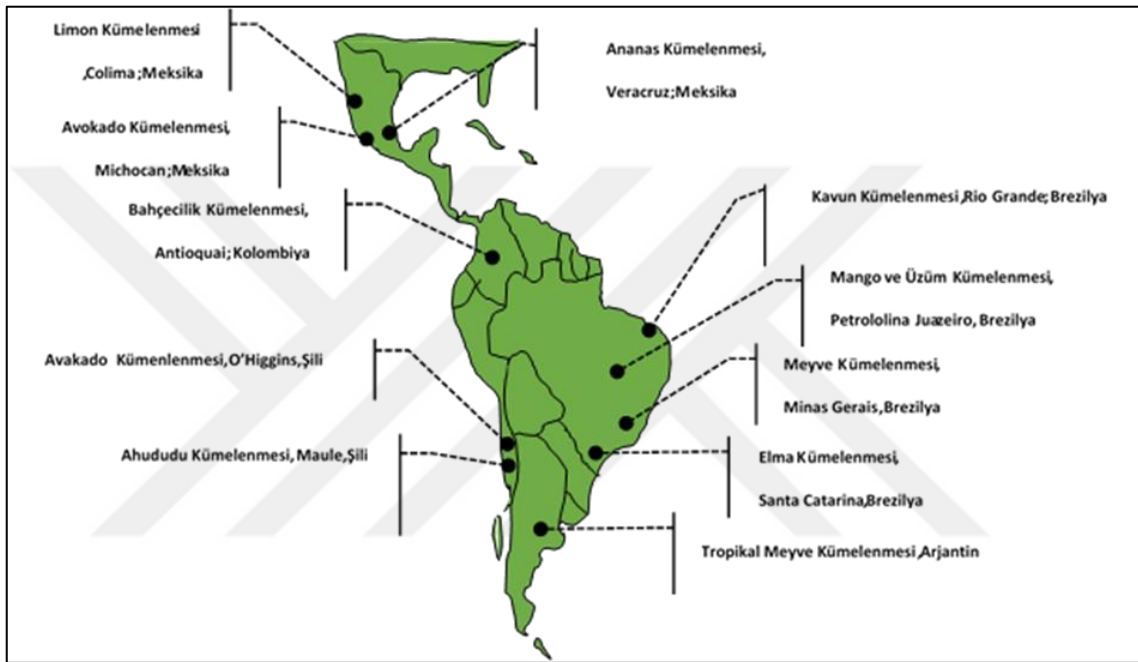 Limon Kümelenmesi
,Colima;Meksika
Avokado Kümelenmesi,
Michocan;Meksika
Bahçecilik Kümelenmesi,
Antioquai;Kolombiya
Avakado Kümenlenmesi,O’Higgins,Şili
Ahududu Kümelenmesi, Maule,Şili
Ananas Kümelenmesi,
Veracruz;Meksika
Kavun Kümelenmesi,Rio Grande;Brezilya
Mango ve Üzüm Kümelenmesi,
Petrololina Juazeiro, Brezilya
Meyve Kümelenmesi,
Minas Gerais,Brezilya
Elma Kümelenmesi,
Santa Catarina,Brezilya
Tropikal Meyve Kümelenmesi,Arjantin